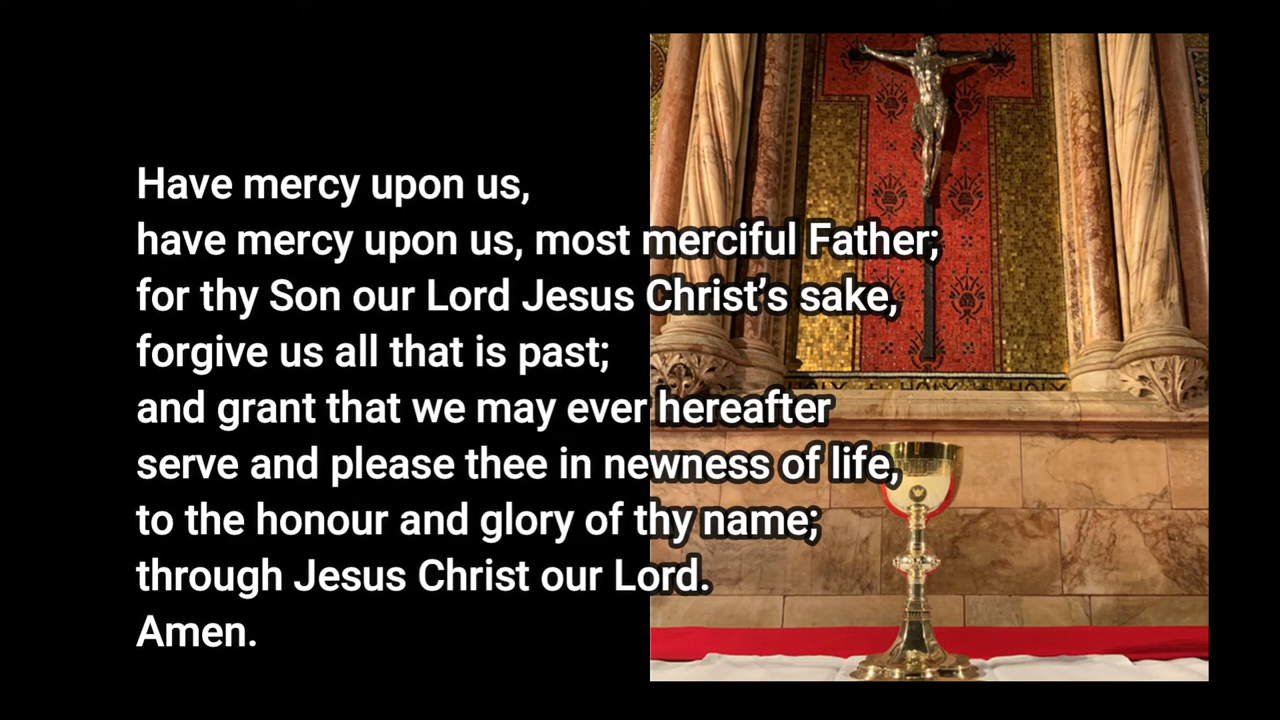 Have mercy upon us,
have mercy upon us, most merciful Father;
for thy Son our Lord Jesus Christ’s sake,
forgive us all that is past;
and grant that we may ever hereafter
serve and please thee in newness of life,
to the honour and glory of thy name;
through Jesus Christ our Lord.
Amen.
HOLY
HOLY